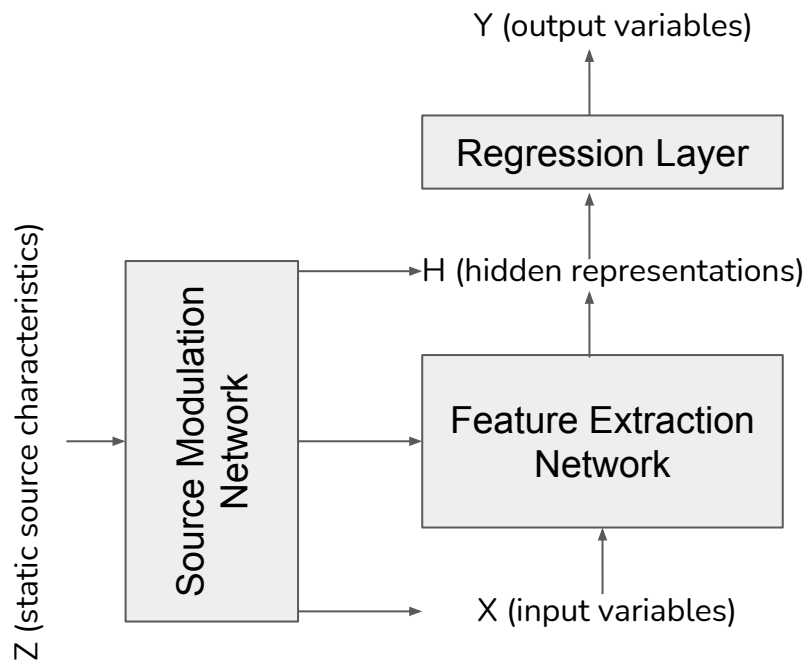 Y (output variables)
Regression Layer
H (hidden representations)
Z (static source characteristics)
Source Modulation
Network
Feature Extraction
Network
X (input variables)